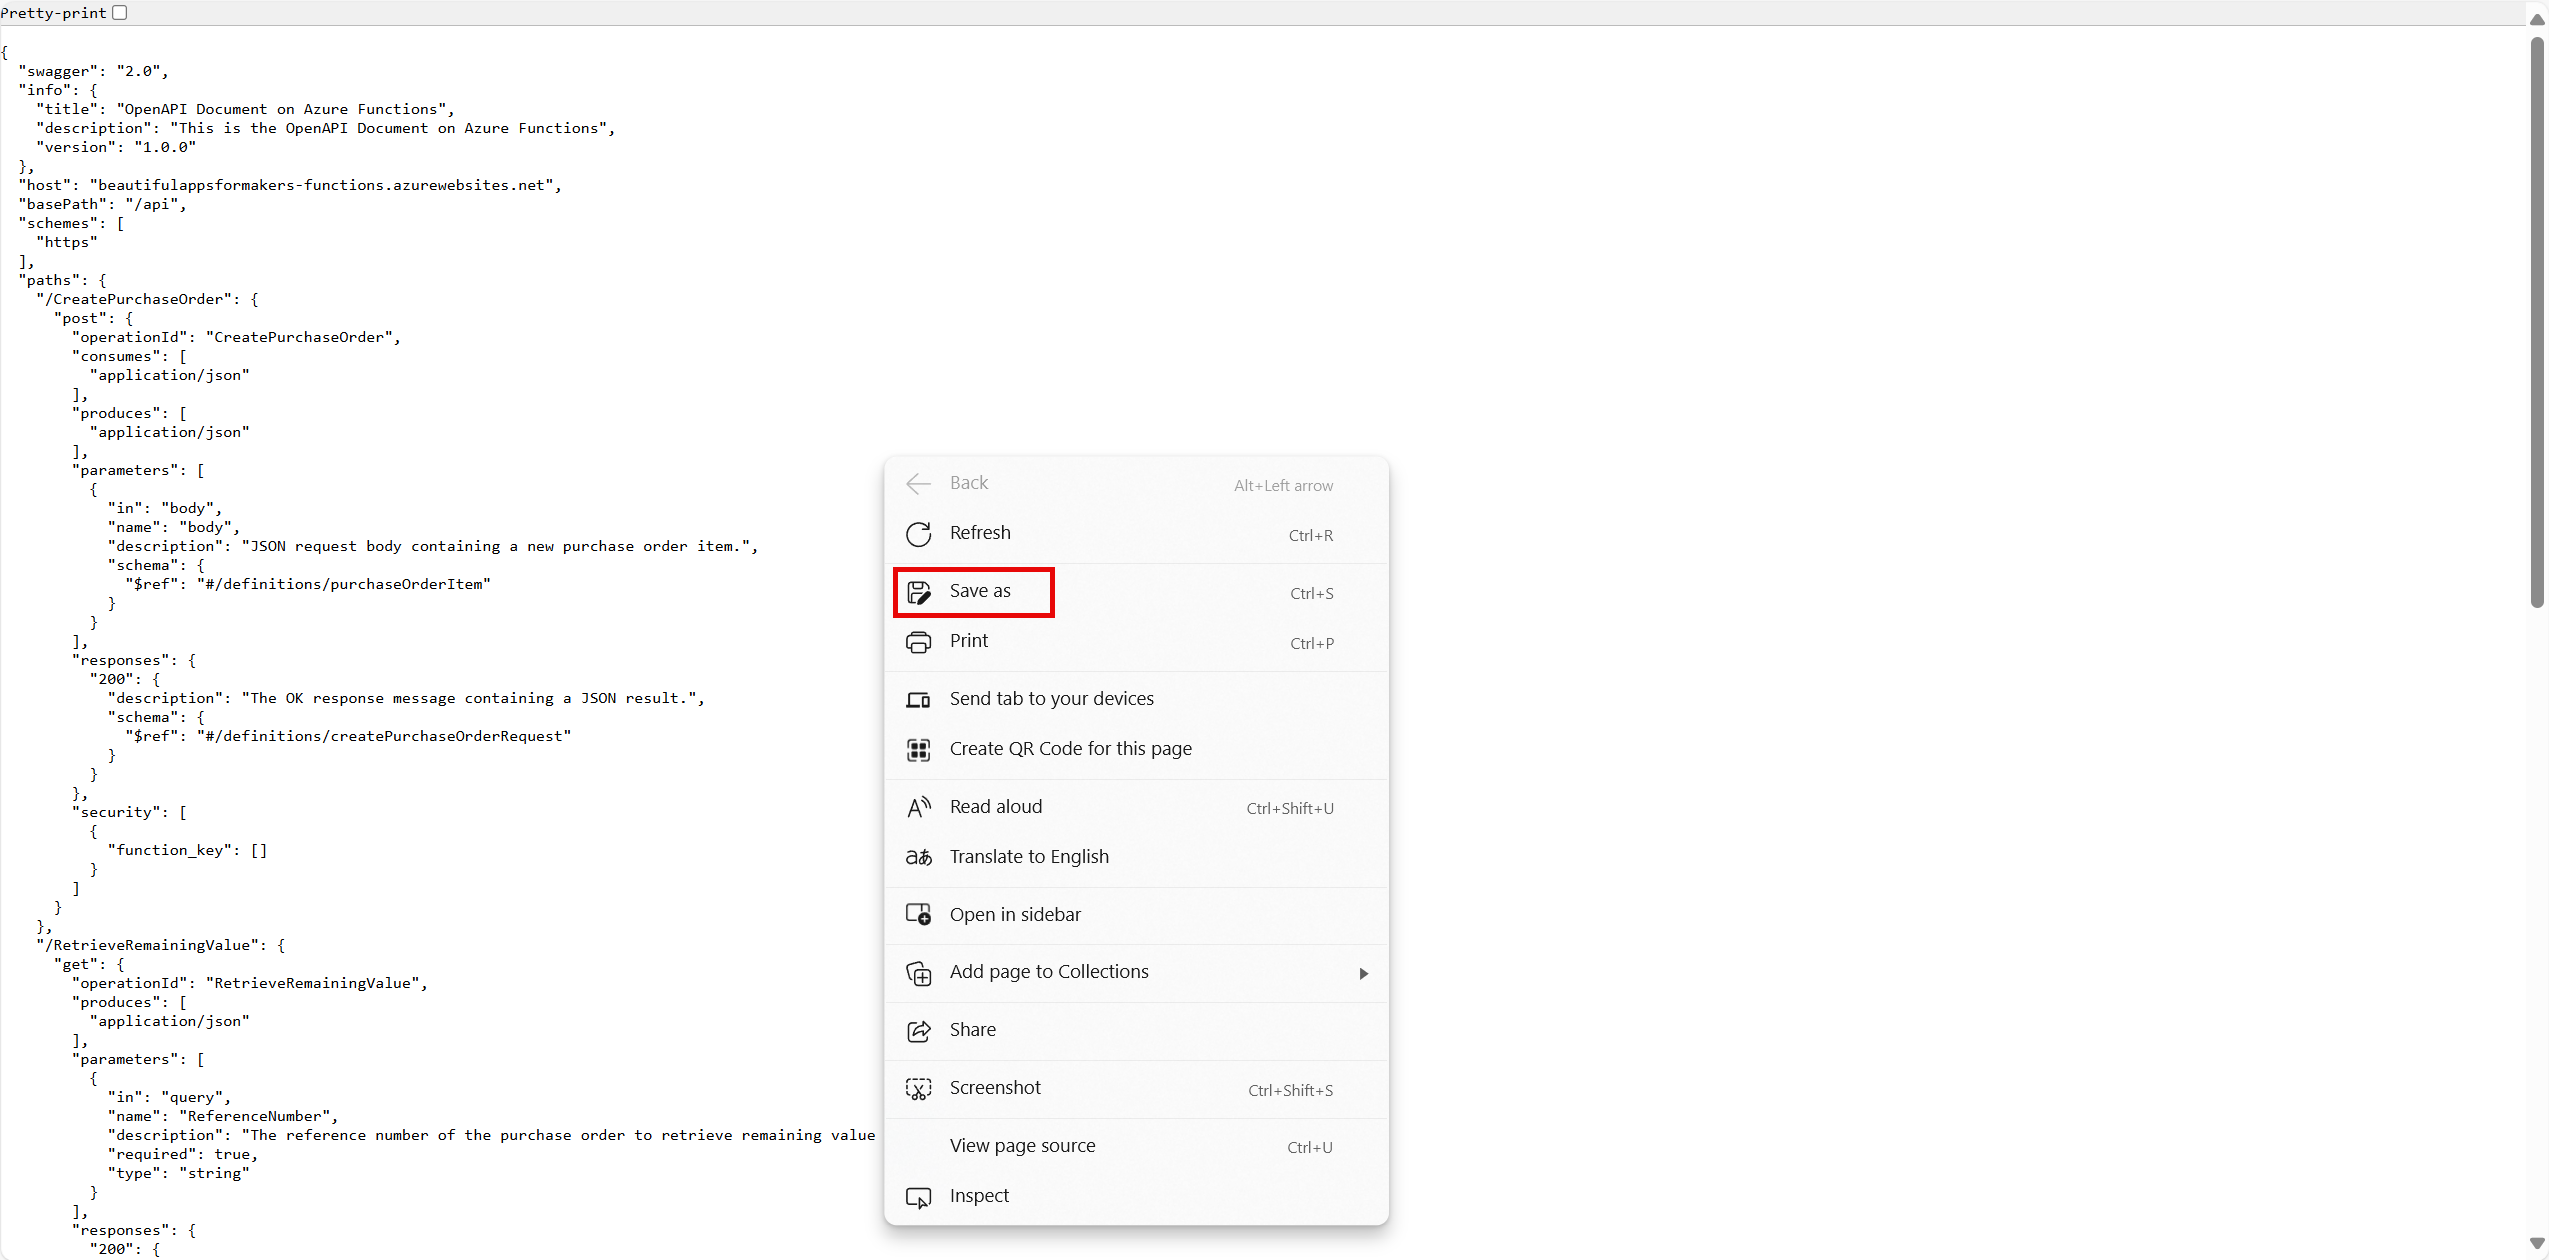 Pretty-print
{
  "swagger": "2.0",
  "info": {
    "title": "OpenAPI Document on Azure Functions",
    "description": "This is the OpenAPI Document on Azure Functions",
    "version": "1.0.0"
  },
  "host": "beautifulappsformakers-functions.azurewebsites.net",
  "basePath": "/api",
  "schemes": [
    "https"
  ],
  "paths": {
    "/CreatePurchaseOrder": {
      "post": {
        "operationId": "CreatePurchaseOrder",
        "consumes": [
          "application/json"
        ],
        "produces": [
          "application/json"
        ],
        "parameters": [
          {
            "in": "body",
            "name": "body",
            "description": "JSON request body containing a new purchase order item.",
            "schema": {
              "$ref": "#/definitions/purchaseOrderItem"
            }
          }
        ],
        "responses": {
          "200": {
            "description": "The OK response message containing a JSON result.",
            "schema": {
              "$ref": "#/definitions/createPurchaseOrderRequest"
            }
          }
        },
        "security": [
          {
            "function_key": []
          }
        ]
      }
    },
    "/RetrieveRemainingValue": {
      "get": {
        "operationId": "RetrieveRemainingValue",
        "produces": [
          "application/json"
        ],
        "parameters": [
          {
            "in": "query",
            "name": "ReferenceNumber",
            "description": "The reference number of the purchase order to retrieve remaining value
            "required": true,
            "type": "string"
          }
        ],
        "responses": {
          "200": {
Back Alt+Left arrow
Refresh Ctrl+R
Save as Ctrl+S
Print Ctrl+P
Send tab to your devices
Create QR Code for this page
Read aloud Ctrl+Shift+U
Translate to English
Open in sidebar
Add page to Collections
Share
Screenshot Ctrl+Shift+S
View page source Ctrl+U
Inspect